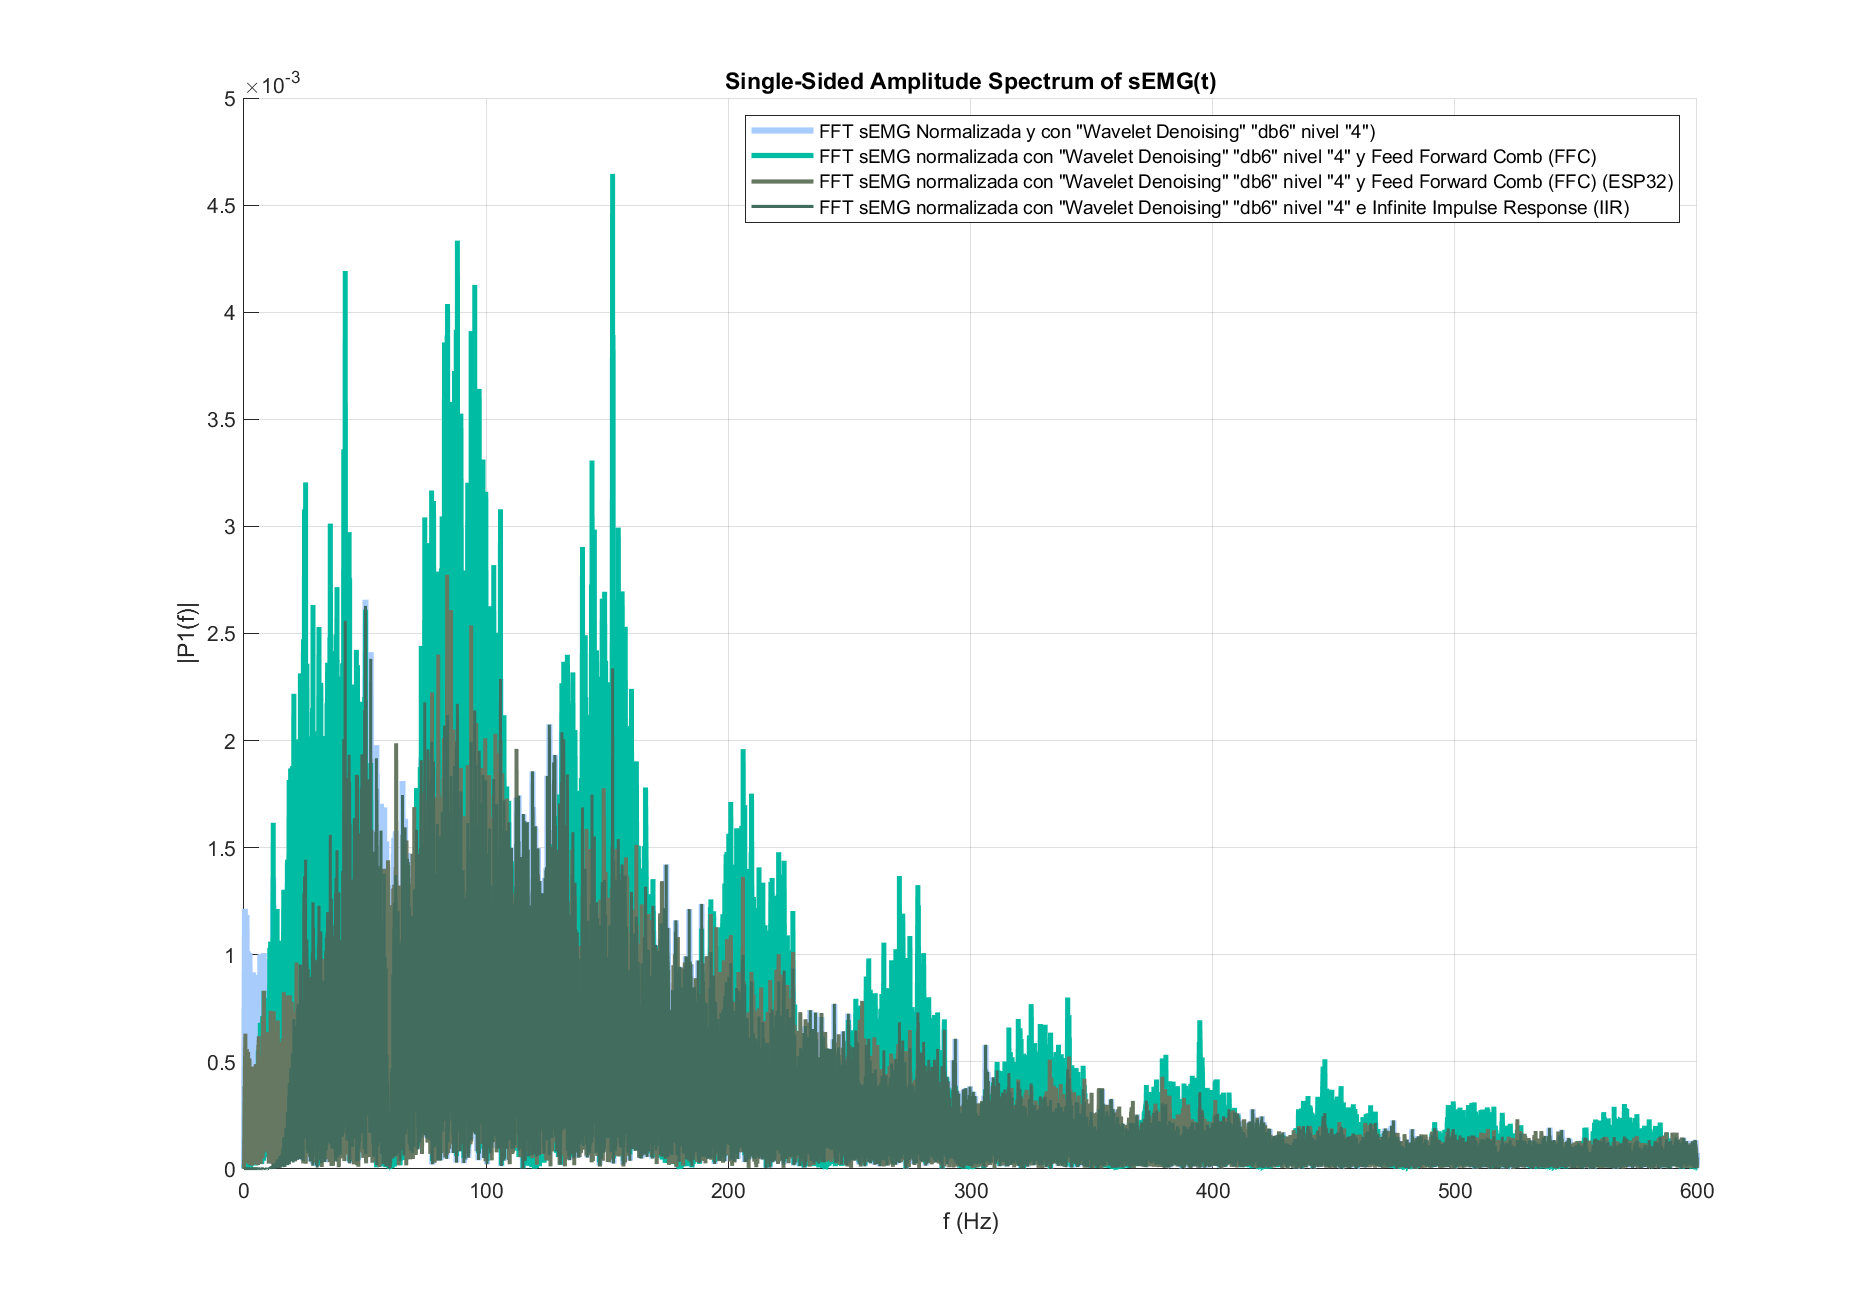 Single-Sided Amplitude Spectrum of sEMG(t)
×10-3
FFT sEMG Normalizada y con "Wavelet Denoising" "db6" nivel "4")
FFT sEMG normalizada con "Wavelet Denoising" "db6" nivel "4" y Feed Forward Comb (FFC)
FFT sEMG normalizada con "Wavelet Denoising" "db6" nivel "4" y Feed Forward Comb (FFC) (ESP32)
FFT sEMG normalizada con "Wavelet Denoising" "db6" nivel "4" e Infinite Impulse Response (IIR)
5
4.5
4
3.5
3
2.5
2
1.5
1
0.5
0
|P1(f)|
0 100 200 300 400 500 600
f (Hz)